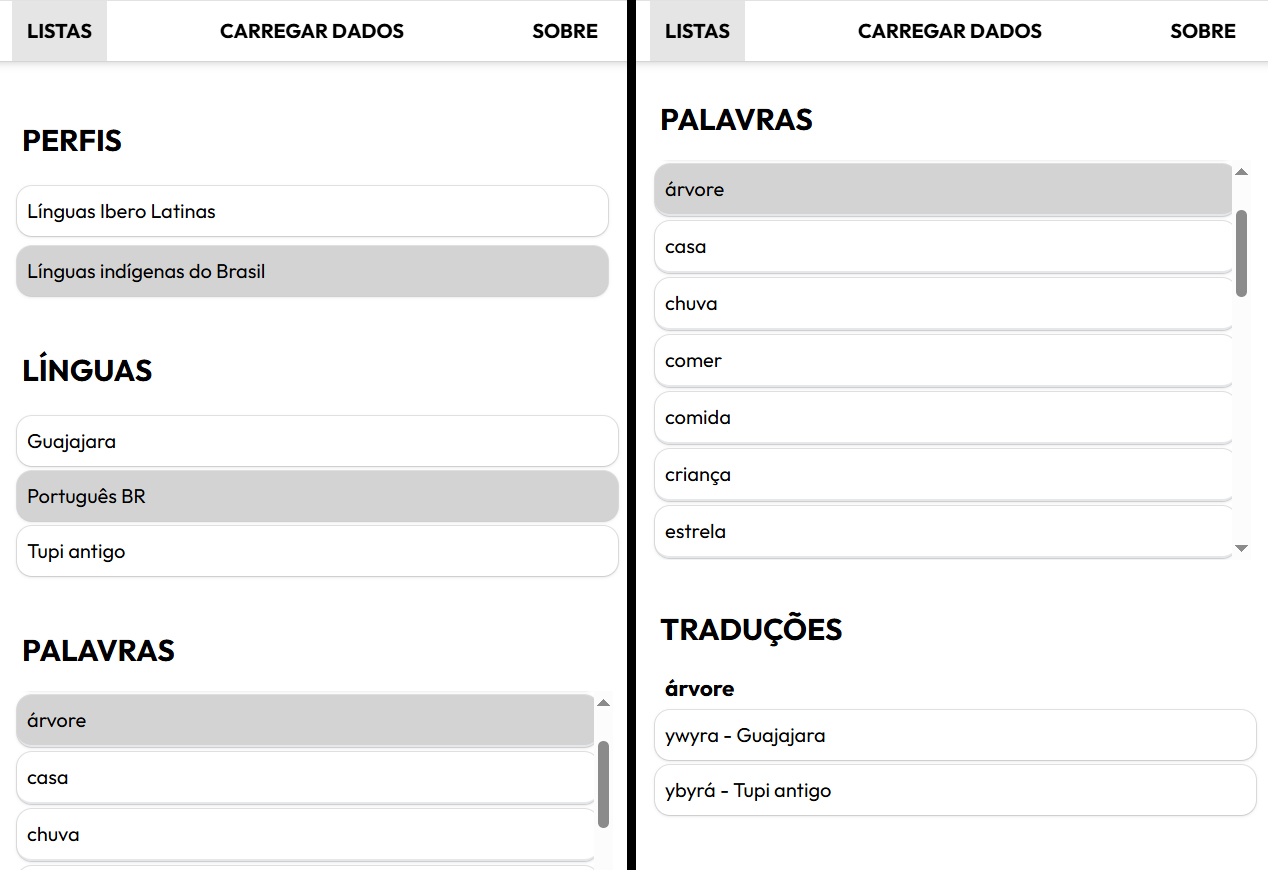 LISTAS CARREGAR DADOS SOBRE
PERFIS
Línguas Ibero Latinas
Línguas indígenas do Brasil
LÍNGUAS
Guajajara
Português BR
Tupi antigo
PALAVRAS
árvore
casa
chuva
LISTAS CARREGAR DADOS SOBRE
PALAVRAS
árvore
casa
chuva
comer
comida
criança
estrela
TRADUÇÕES
árvore
ywyra - Guajajara
ybyrá - Tupi antigo